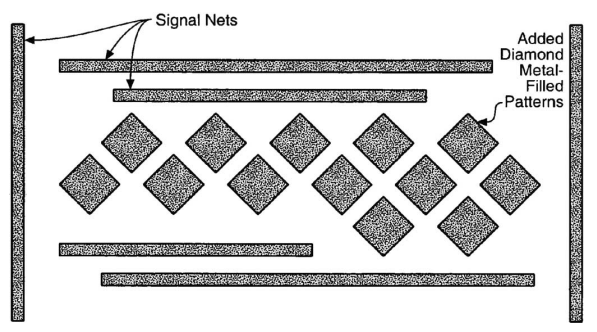 Signal Nets
Added
Diamond
Metal-
Filled
Patterns